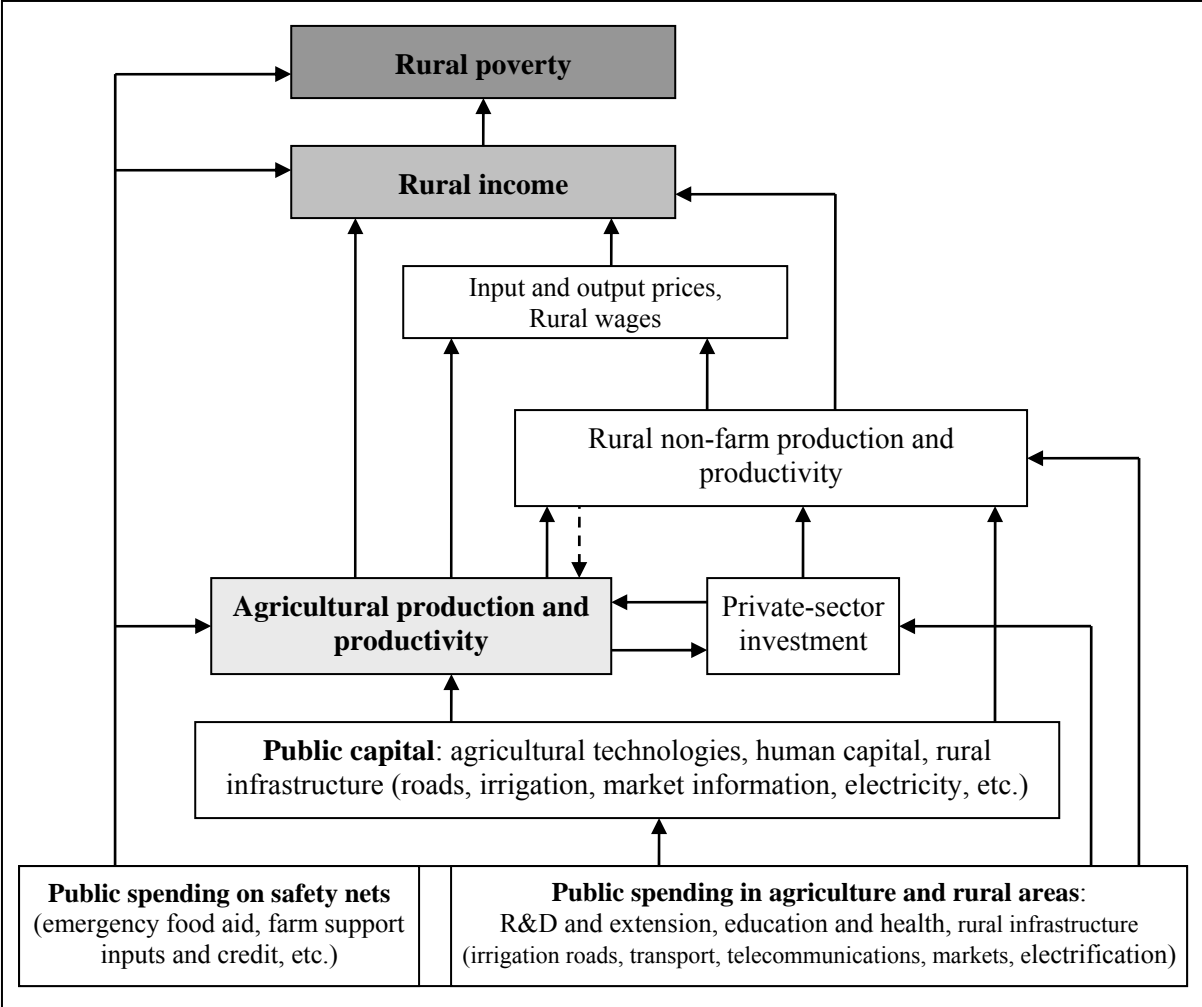 Rural poverty
Rural income
Input and output prices,
Rural wages
Rural non-farm production and
productivity
Agricultural production and
productivity
Private-sector
investment
Public capital: agricultural technologies, human capital, rural
infrastructure (roads, irrigation, market information, electricity, etc.)
Public spending on safety nets
(emergency food aid, farm support
inputs and credit, etc.)
Public spending in agriculture and rural areas:
R&D and extension, education and health, rural infrastructure
(irrigation roads, transport, telecommunications, markets, electrification)